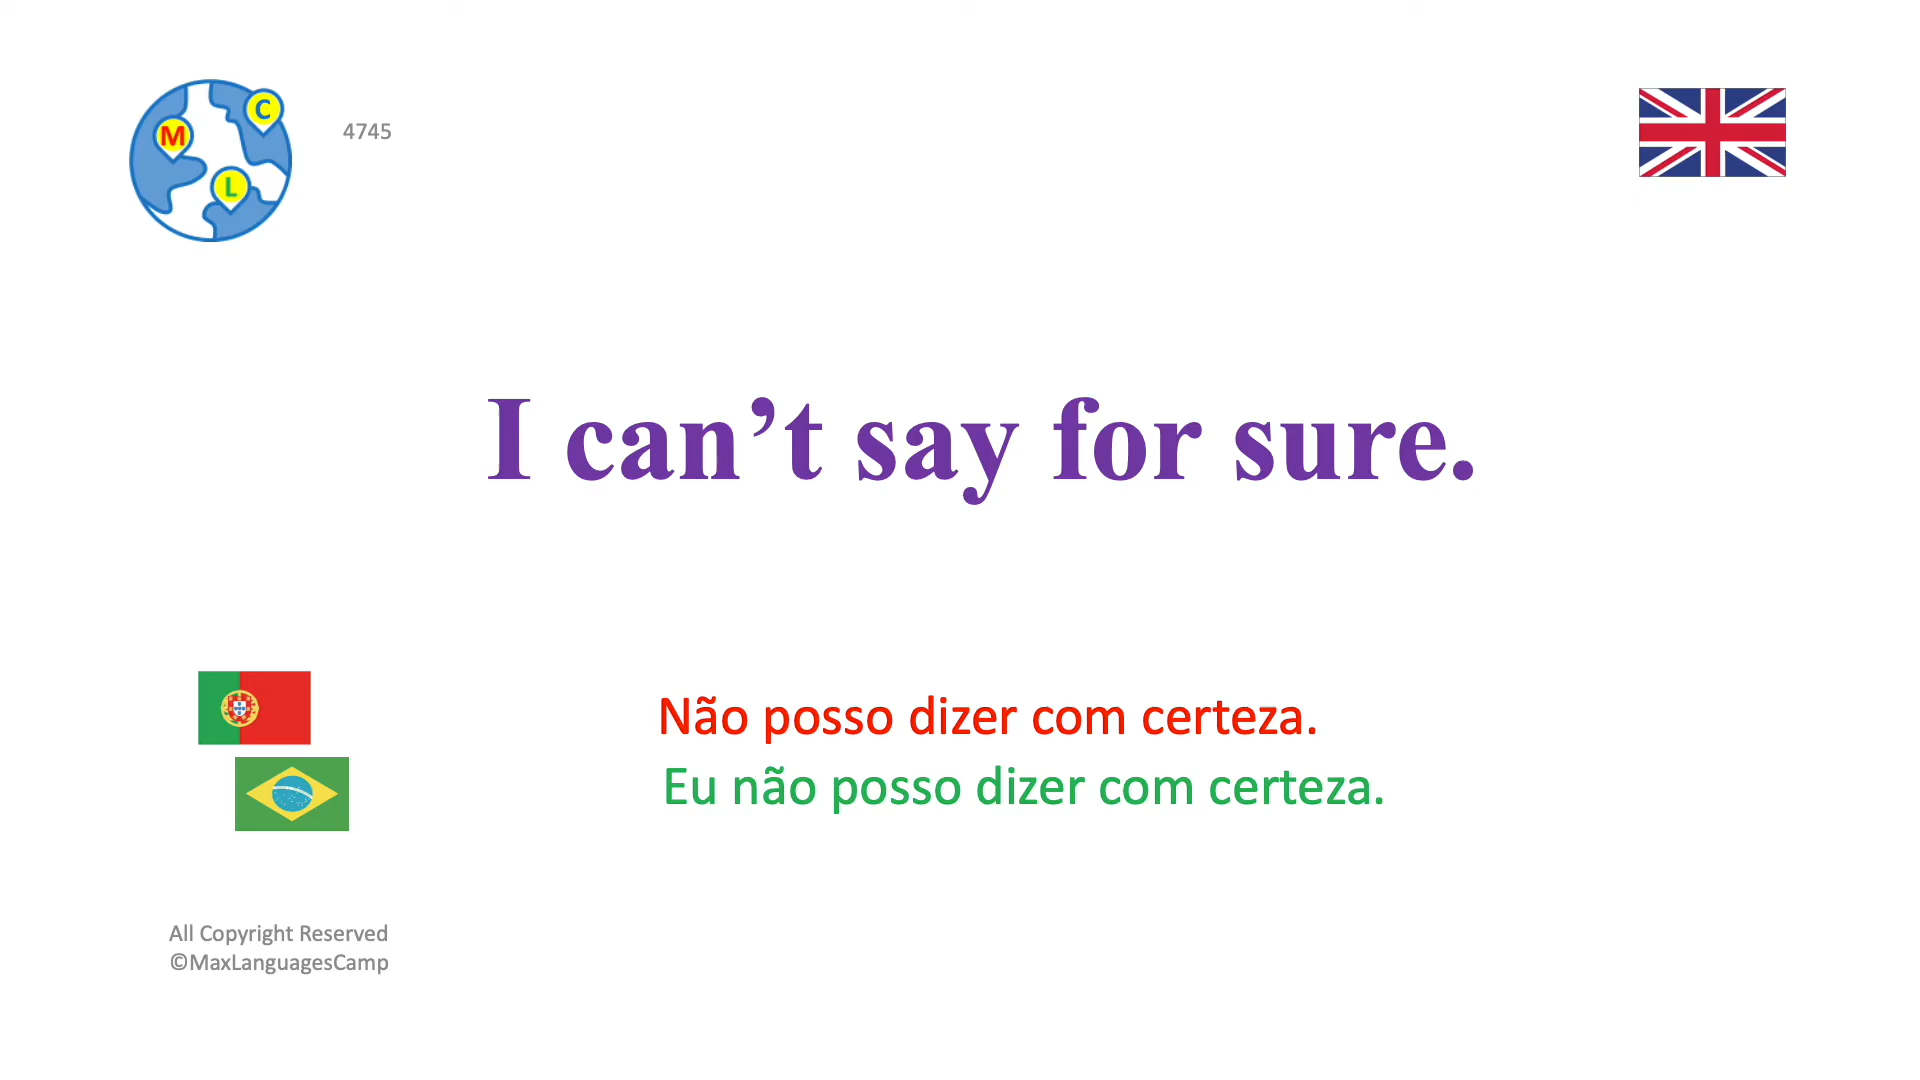 M
C
L
4745
I can’t say for sure.
Não posso dizer com certeza.
Eu não posso dizer com certeza.
All Copyright Reserved
©MaxLanguagesCamp